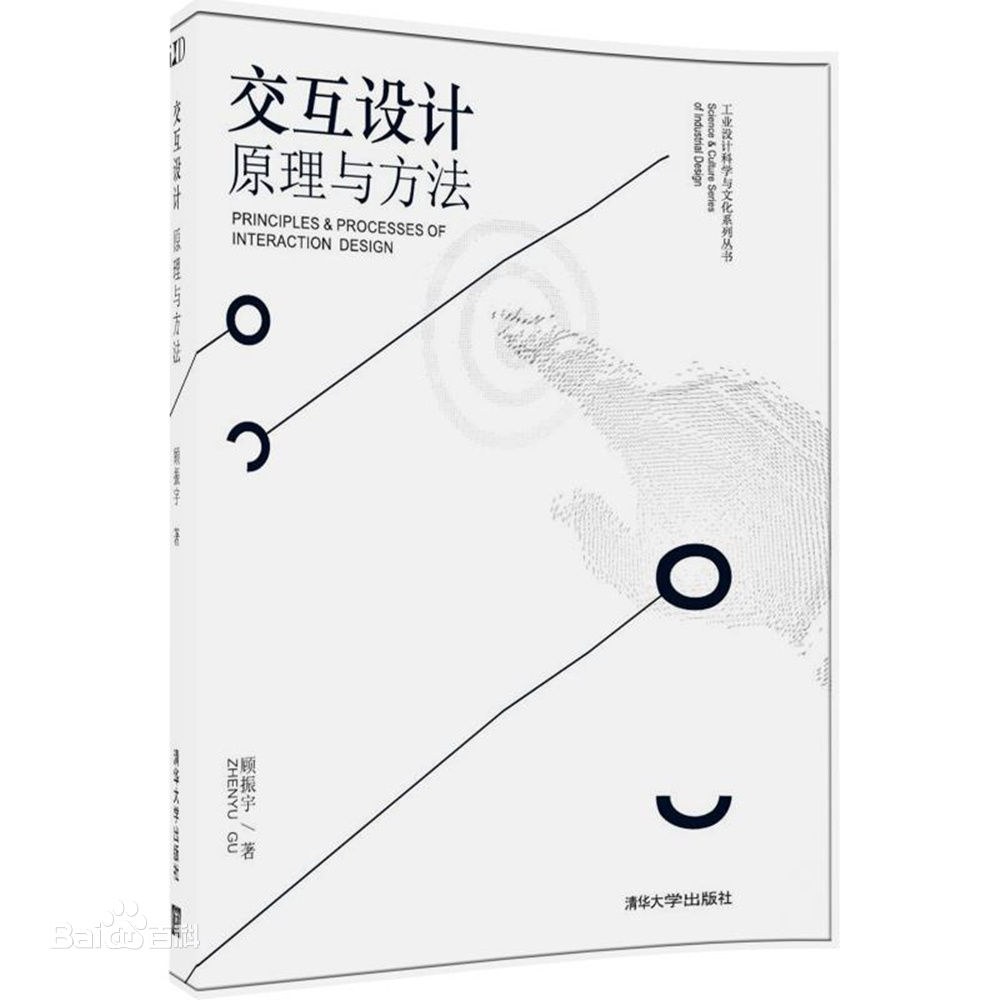 交互设计
原理与方法
PRINCIPLES & PROCESSES OF
INTERACTION DESIGN
工业设计科学与文化系列丛书
Science & Culture Series
of Industrial Design
顾振宇 / 著
ZHENYU GU
清华大学出版社
交互设计 原理与方法
顾振宇 著
清华大学出版社
Bai百科